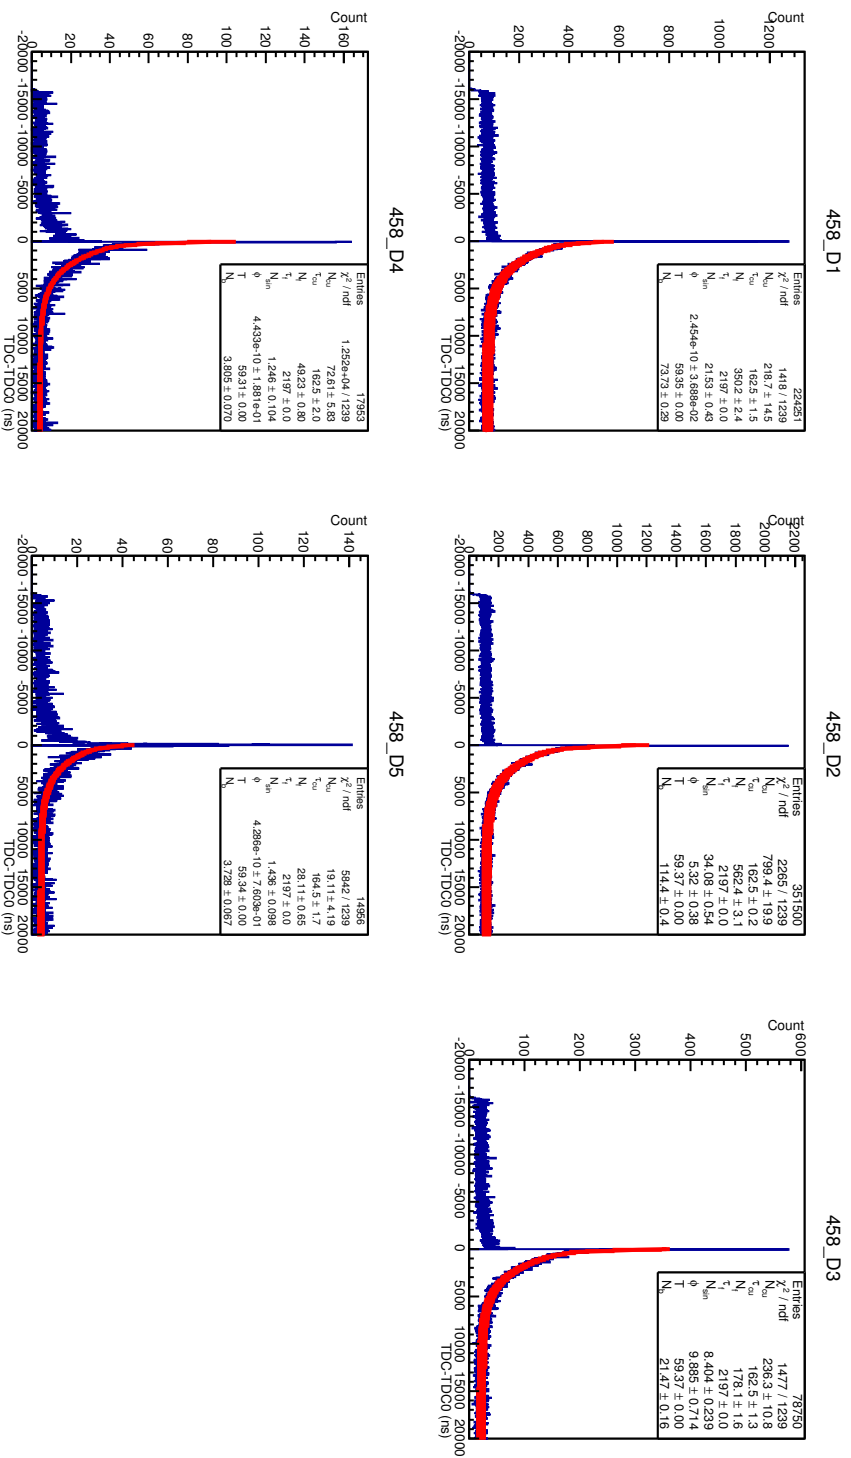 458_D1
Count
Entries 224251
χ² / ndf 1418 / 1239
N_cu 218.7 ± 14.5
τ_cu 162.5 ± 1.5
N_f 350.2 ± 2.4
τ_f 2197 ± 0.0
N_sin 21.53 ± 0.43
ϕ 2.454e-10 ± 3.688e-02
T 59.35 ± 0.00
N_b 73.73 ± 0.29
1200
1000
800
600
400
200
0
-20000 -15000 -10000 -5000 0 5000 10000 15000 20000
TDC-TDC0 (ns)
458_D2
Count
Entries 351500
χ² / ndf 2265 / 1239
N_cu 799.4 ± 19.9
τ_cu 162.5 ± 0.2
N_f 562.4 ± 3.1
τ_f 2197 ± 0.0
N_sin 34.08 ± 0.54
ϕ 5.32 ± 0.38
T 59.37 ± 0.00
N_b 114.4 ± 0.4
2200
2000
1800
1600
1400
1200
1000
800
600
400
200
0
-20000 -15000 -10000 -5000 0 5000 10000 15000 20000
TDC-TDC0 (ns)
458_D3
Count
Entries 78750
χ² / ndf 1477 / 1239
N_cu 236.3 ± 10.8
τ_cu 162.5 ± 1.3
N_f 178.1 ± 1.6
τ_f 2197 ± 0.0
N_sin 8.404 ± 0.239
ϕ 9.885 ± 0.714
T 59.37 ± 0.00
N_b 21.47 ± 0.16
600
500
400
300
200
100
0
-20000 -15000 -10000 -5000 0 5000 10000 15000 20000
TDC-TDC0 (ns)
458_D4
Count
Entries 17953
χ² / ndf 1.252e+04 / 1239
N_cu 72.61 ± 5.83
τ_cu 162.5 ± 2.0
N_f 49.23 ± 0.80
τ_f 2197 ± 0.0
N_sin 1.246 ± 0.104
ϕ 4.433e-10 ± 1.881e-01
T 59.31 ± 0.00
N_b 3.805 ± 0.070
160
140
120
100
80
60
40
20
0
-20000 -15000 -10000 -5000 0 5000 10000 15000 20000
TDC-TDC0 (ns)
458_D5
Count
Entries 14956
χ² / ndf 5842 / 1239
N_cu 19.11 ± 4.19
τ_cu 164.5 ± 1.7
N_f 28.11 ± 0.65
τ_f 2197 ± 0.0
N_sin 1.436 ± 0.098
ϕ 4.286e-10 ± 7.603e-01
T 59.34 ± 0.00
N_b 3.728 ± 0.067
140
120
100
80
60
40
20
0
-20000 -15000 -10000 -5000 0 5000 10000 15000 20000
TDC-TDC0 (ns)